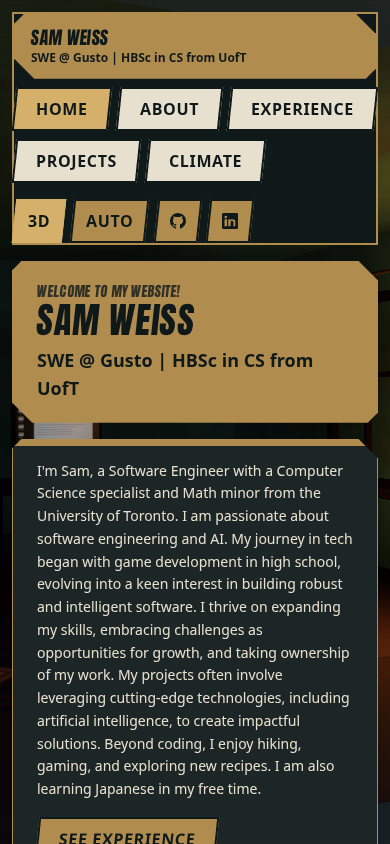 SAM WEISS
SWE @ Gusto | HBSc in CS from UofT
HOME
ABOUT
EXPERIENCE
PROJECTS
CLIMATE
3D
AUTO
in
WELCOME TO MY WEBSITE!
SAM WEISS
SWE @ Gusto | HBSc in CS from
UofT
I'm Sam, a Software Engineer with a Computer
Science specialist and Math minor from the
University of Toronto. I am passionate about
software engineering and AI. My journey in tech
began with game development in high school,
evolving into a keen interest in building robust
and intelligent software. I thrive on expanding
my skills, embracing challenges as
opportunities for growth, and taking ownership
of my work. My projects often involve
leveraging cutting-edge technologies, including
artificial intelligence, to create impactful
solutions. Beyond coding, I enjoy hiking,
gaming, and exploring new recipes. I am also
learning Japanese in my free time.
SEE EXPERIENCE